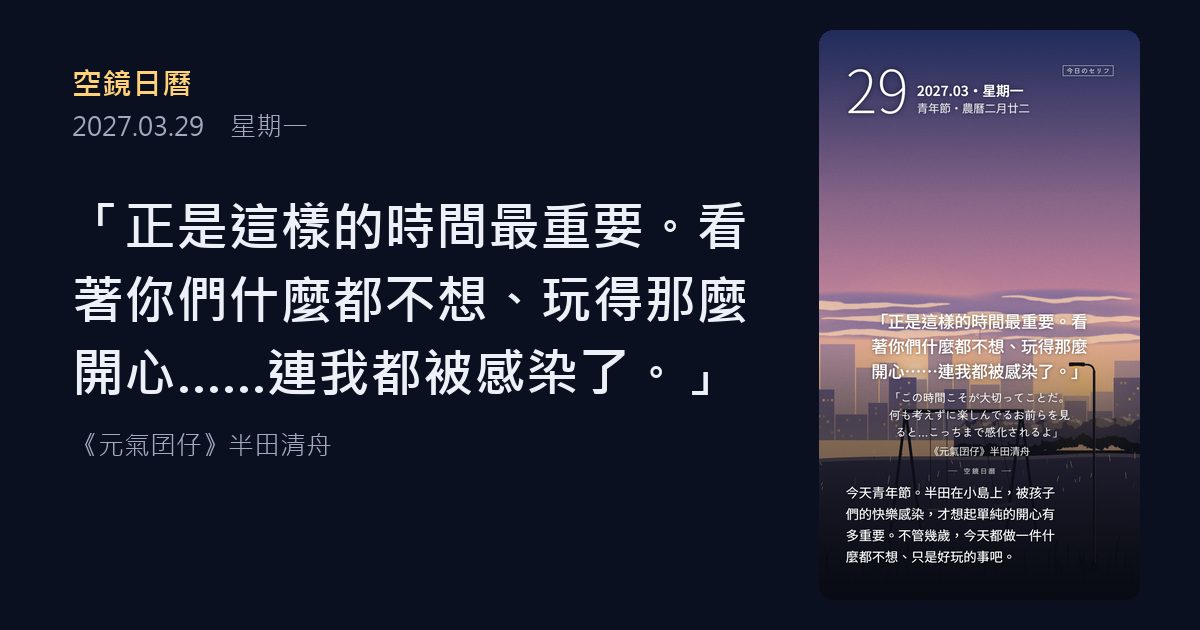 空鏡日曆
2027.03.29 星期一
「正是這樣的時間最重要。看
著你們什麼都不想、玩得那麼
開心……連我都被感染了。」
《元氣囝仔》半田清舟
今日のセリフ
29
2027.03・星期一
青年節・農曆二月廿二
「正是這樣的時間最重要。看
著你們什麼都不想、玩得那麼
開心……連我都被感染了。」
「この時間こそが大切ってことだ。
何も考えずに楽しんでるお前らを見
ると…こっちまで感化されるよ」
《元氣囝仔》半田清舟
— 空鏡日曆 —
今天青年節。半田在小島上，被孩子
們的快樂感染，才想起單純的開心有
多重要。不管幾歲，今天都做一件什
麼都不想、只是好玩的事吧。